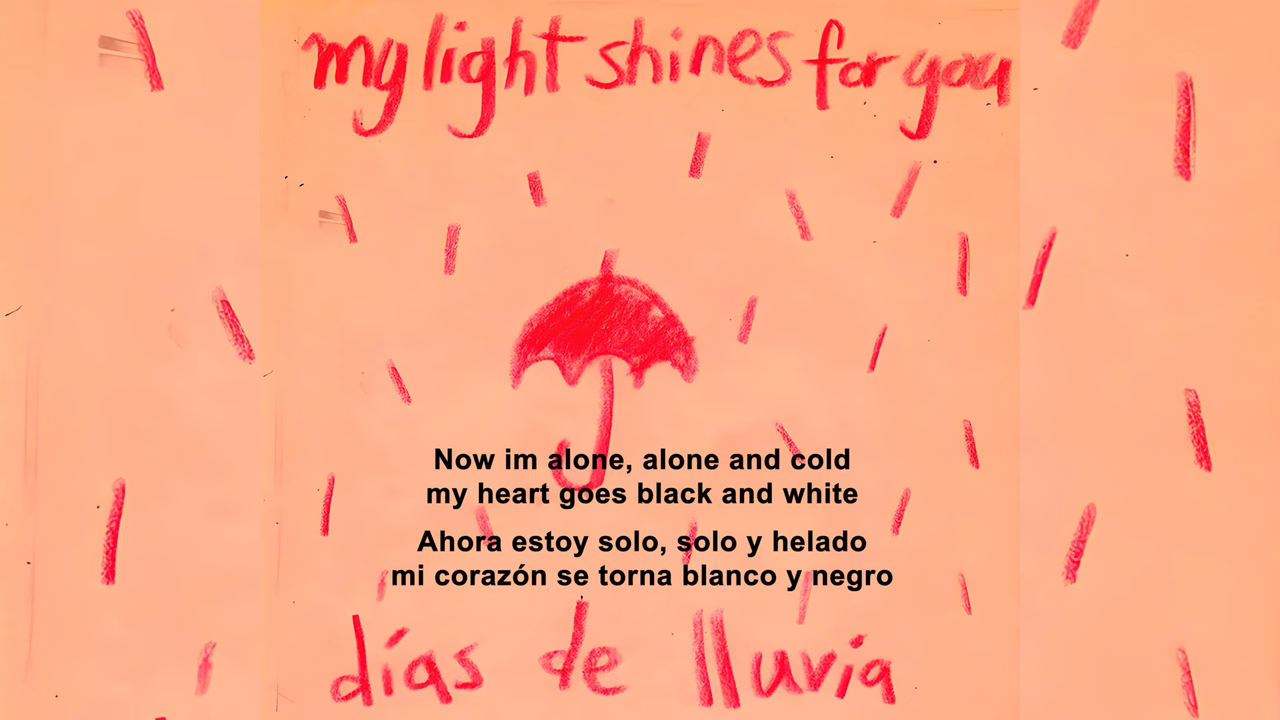 my light shines for you
Now im alone, alone and cold
my heart goes black and white
Ahora estoy solo, solo y helado
mi corazón se torna blanco y negro
días de lluvia